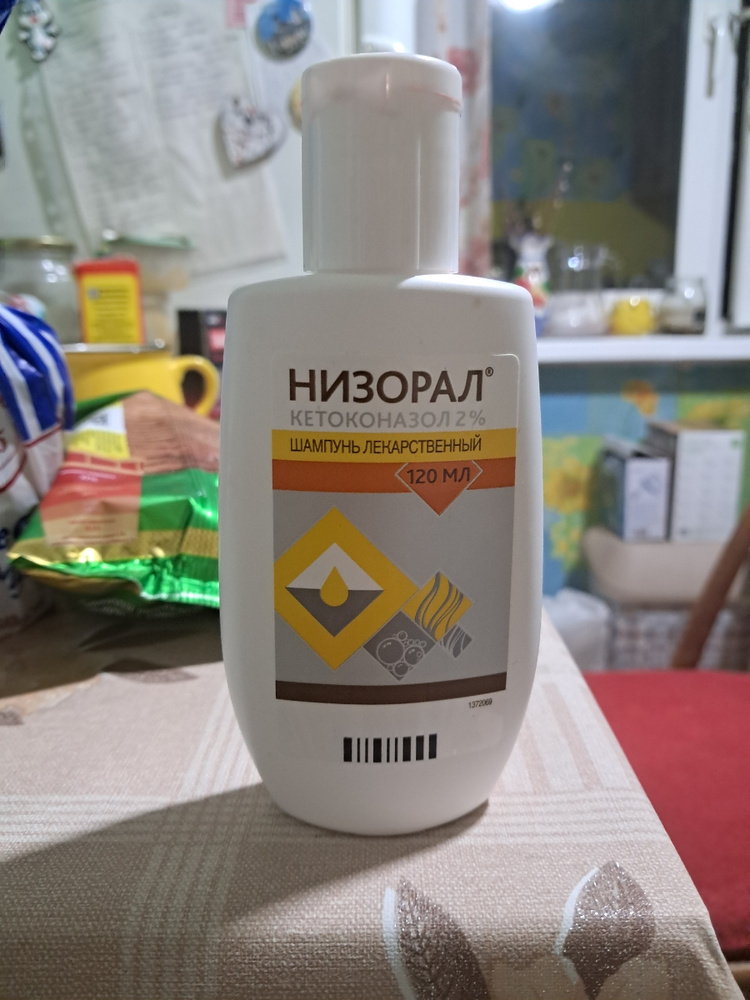 НИЗОРАЛ®
КЕТОКОНАЗОЛ 2%
ШАМПУНЬ ЛЕКАРСТВЕННЫЙ
120 МЛ
1372069